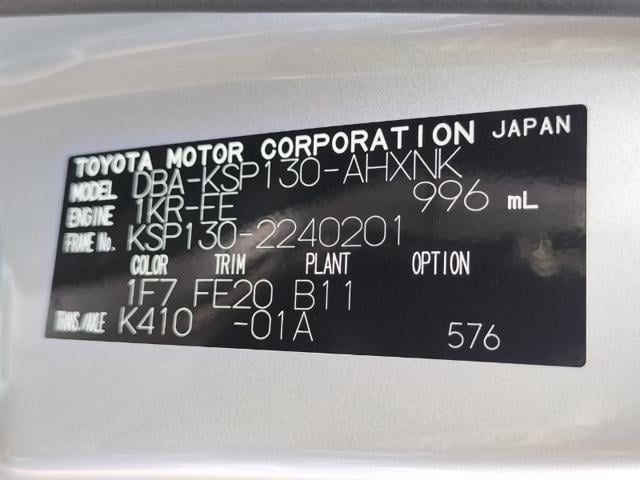 TOYOTA MOTOR CORPORATION JAPAN
MODEL DBA-KSP130-AHXNK
ENGINE 1KR-FE 996 mL
FRAME No. KSP130-2240201
COLOR TRIM PLANT OPTION
1F7 FE20 B11
TRANS./AXLE K410 -01A 576